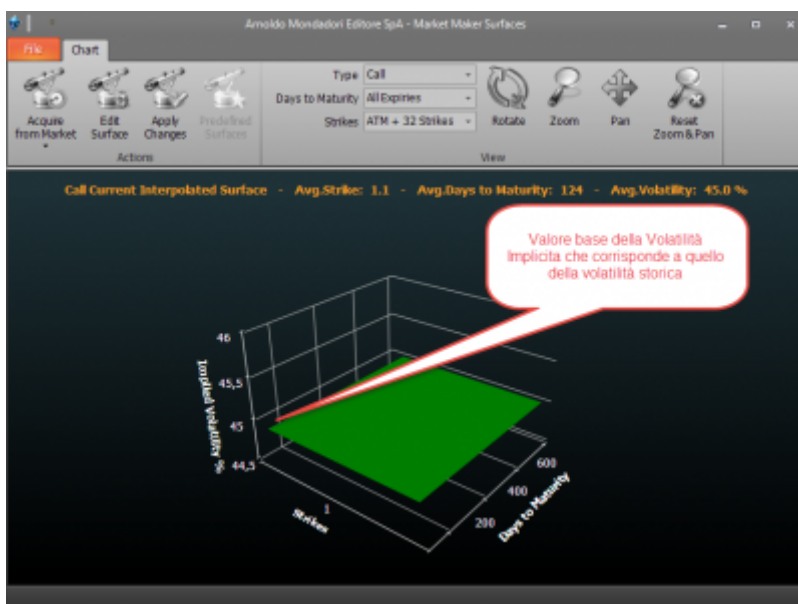 Arnoldo Mondadori Editore SpA - Market Maker Surfaces
File Chart
Type Call
Days to Maturity All Expiries
Strikes ATM + 32 Strikes
Acquire from Market
Edit Surface
Apply Changes
Predefined Surfaces
Rotate
Zoom
Pan
Reset Zoom & Pan
Actions
View
Call Current Interpolated Surface - Avg.Strike: 1.1 - Avg.Days to Maturity: 124 - Avg.Volatility: 45.0 %
Valore base della Volatilità
Implicita che corrisponde a quello
della volatilità storica
46
45,5
45
44,5
Implied Volatility %
1
Strikes
200
400
600
Days to Maturity